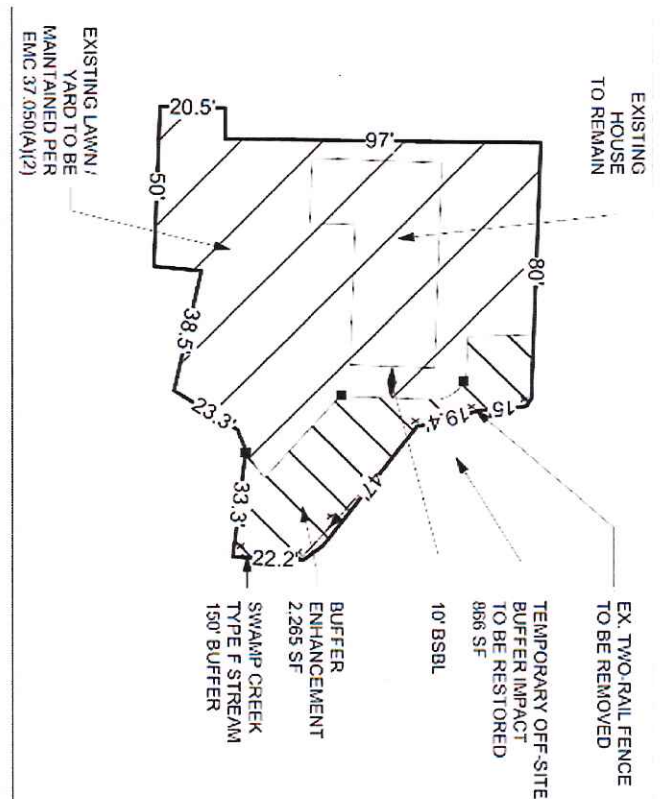 EXISTING
HOUSE
TO REMAIN
EXISTING LAWN /
YARD TO BE
MAINTAINED PER
EMC 37.050(A)(2)
20.5'
97'
80'
50'
38.5'
23.3'
33.3'
22.2'
47'
19.4'
15'
EX. TWO-RAIL FENCE
TO BE REMOVED
TEMPORARY OFF-SITE
BUFFER IMPACT
TO BE RESTORED
866 SF
10' BSBL
BUFFER
ENHANCEMENT
2,265 SF
SWAMP CREEK
TYPE F STREAM
150' BUFFER